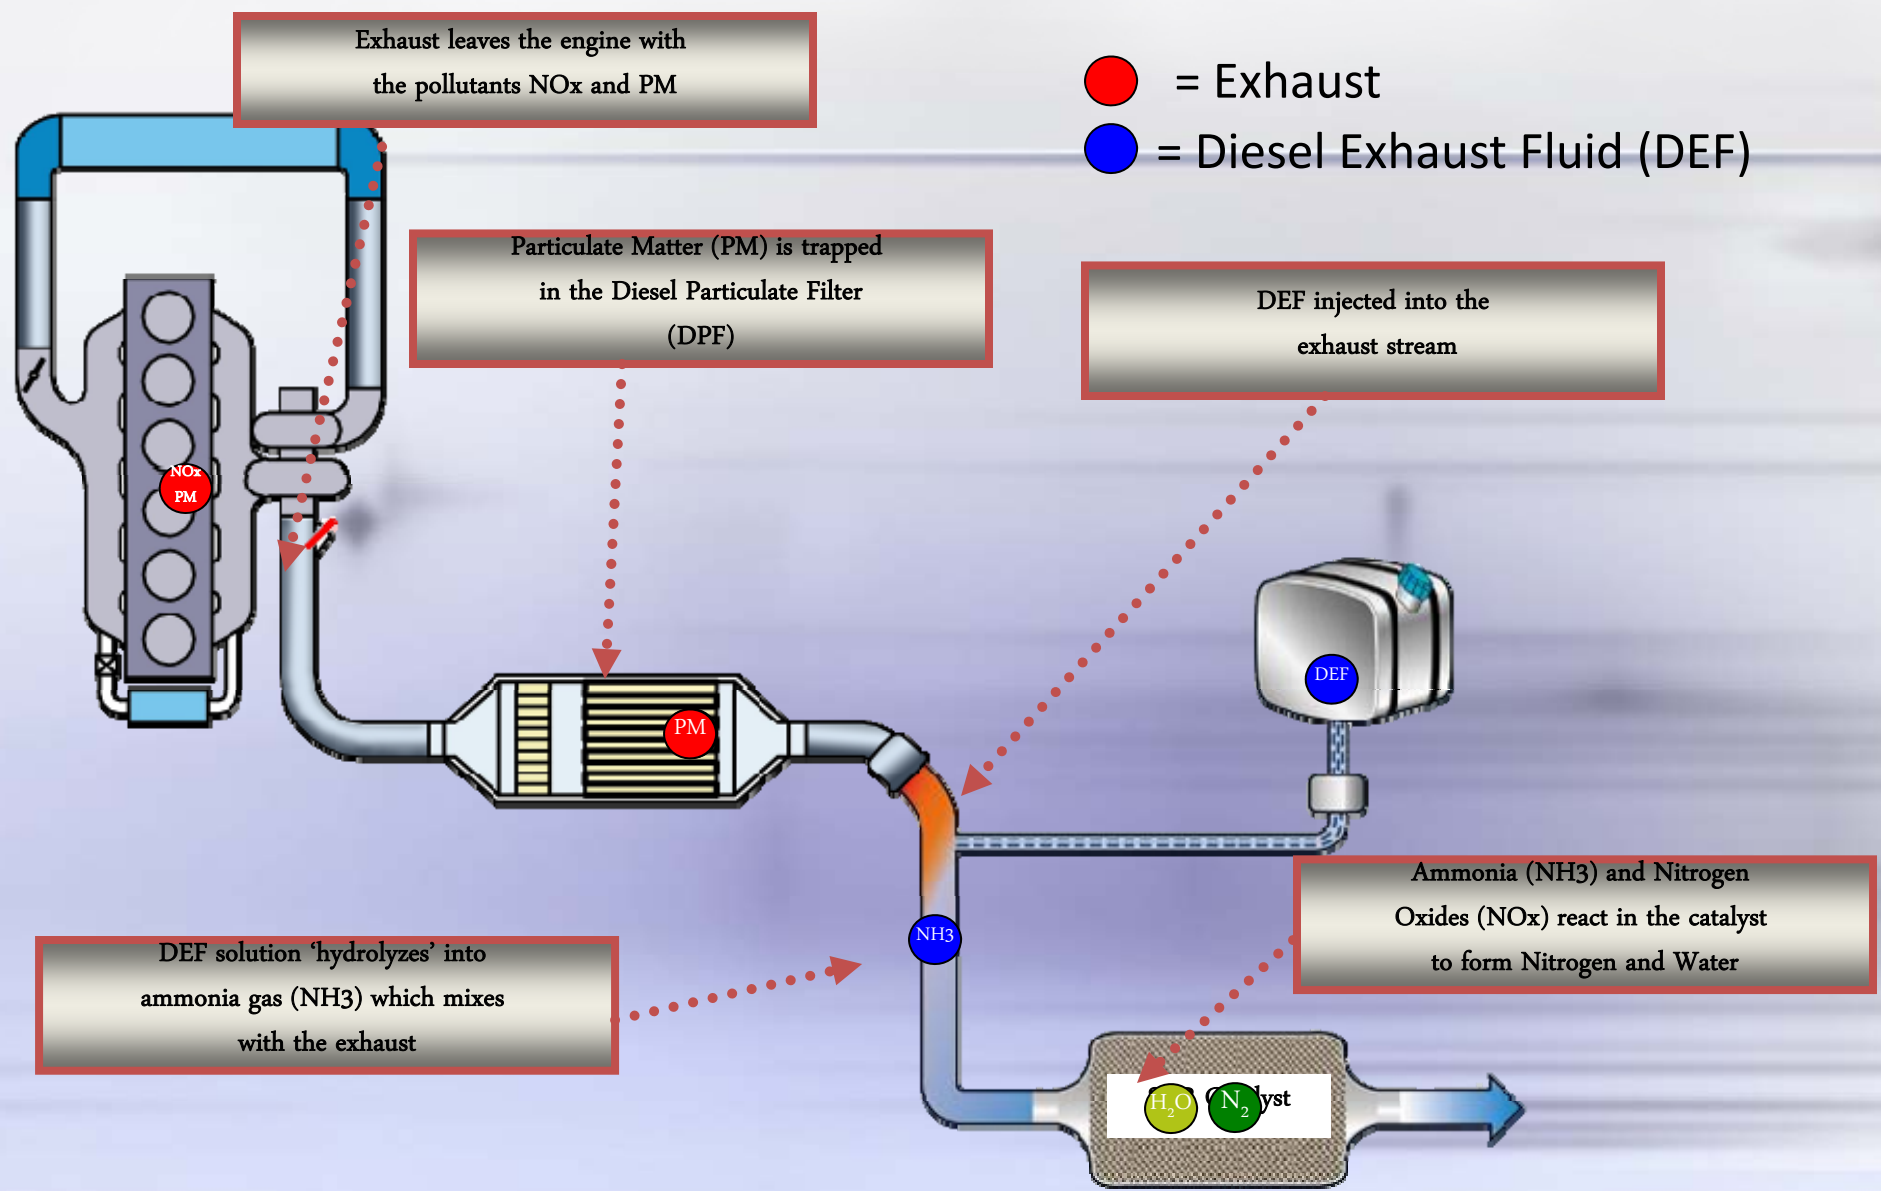 Exhaust leaves the engine with
the pollutants NOx and PM
= Exhaust
= Diesel Exhaust Fluid (DEF)
Particulate Matter (PM) is trapped
in the Diesel Particulate Filter
(DPF)
DEF injected into the
exhaust stream
NOx
PM
DEF
PM
Ammonia (NH3) and Nitrogen
Oxides (NOx) react in the catalyst
to form Nitrogen and Water
NH3
DEF solution ‘hydrolyzes’ into
ammonia gas (NH3) which mixes
with the exhaust
H₂O
N₂